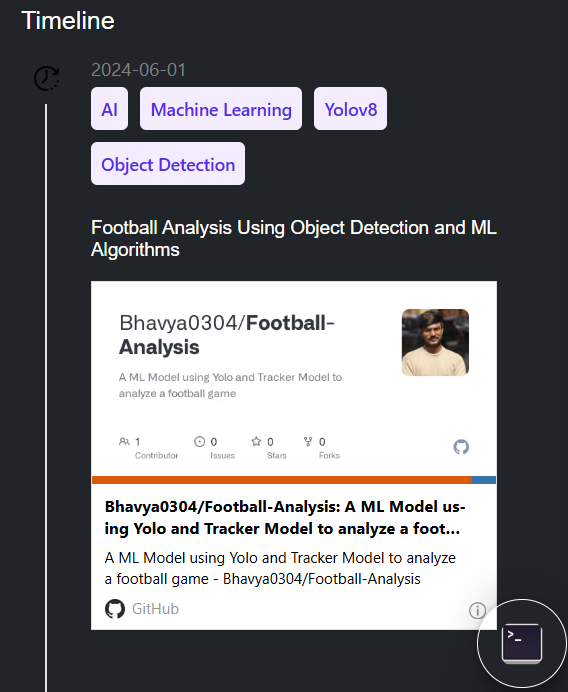 Timeline
2024-06-01
AI Machine Learning Yolov8
Object Detection
Football Analysis Using Object Detection and ML
Algorithms
Bhavya0304/Football-
Analysis
A ML Model using Yolo and Tracker Model to
analyze a football game
1 0 0 0
Contributor Issues Stars Forks
Bhavya0304/Football-Analysis: A ML Model us-
ing Yolo and Tracker Model to analyze a foot...
A ML Model using Yolo and Tracker Model to analyze
a football game - Bhavya0304/Football-Analysis
GitHub
>_